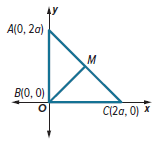 y
A(0, 2a)
M
B(0, 0)
O
C(2a, 0)
x